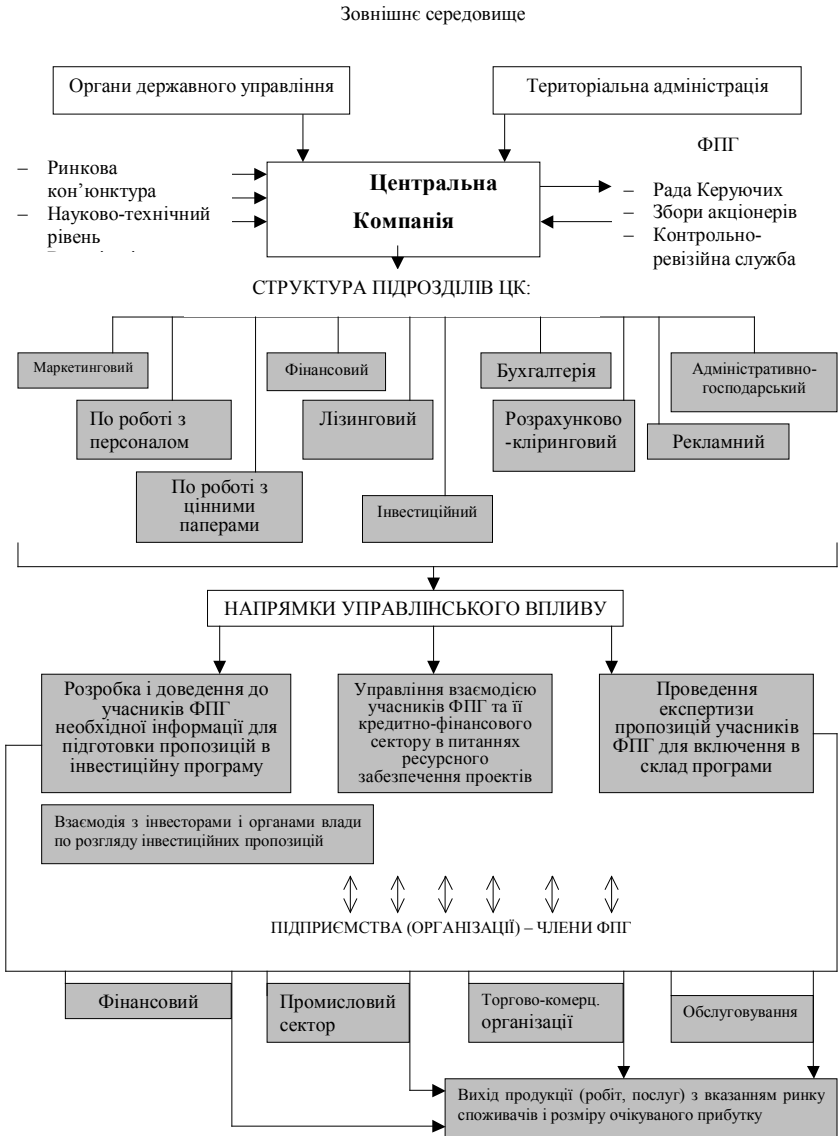 Зовнішнє середовище
Органи державного управління
Територіальна адміністрація
ФПГ
– Ринкова
кон’юнктура
– Науково-технічний
рівень
Центральна
Компанія
– Рада Керуючих
– Збори акціонерів
– Контрольно-
ревізійна служба
СТРУКТУРА ПІДРОЗДІЛІВ ЦК:
Маркетинговий
Фінансовий
Бухгалтерія
Адміністративно-
господарський
По роботі з
персоналом
Лізинговий
Розрахунково
-кліринговий
Рекламний
По роботі з
цінними
паперами
Інвестиційний
НАПРЯМКИ УПРАВЛІНСЬКОГО ВПЛИВУ
Розробка і доведення до
учасників ФПГ
необхідної інформації для
підготовки пропозицій в
інвестиційну програму
Управління взаємодією
учасників ФПГ та її
кредитно-фінансового
сектору в питаннях
ресурсного
забезпечення проектів
Проведення
експертизи
пропозицій учасників
ФПГ для включення в
склад програми
Взаємодія з інвесторами і органами влади
по розгляду інвестиційних пропозицій
ПІДПРИЄМСТВА (ОРГАНІЗАЦІЇ) – ЧЛЕНИ ФПГ
Фінансовий
Промисловий
сектор
Торгово-комерц.
організації
Обслуговування
Вихід продукції (робіт, послуг) з вказанням ринку
споживачів і розміру очікуваного прибутку